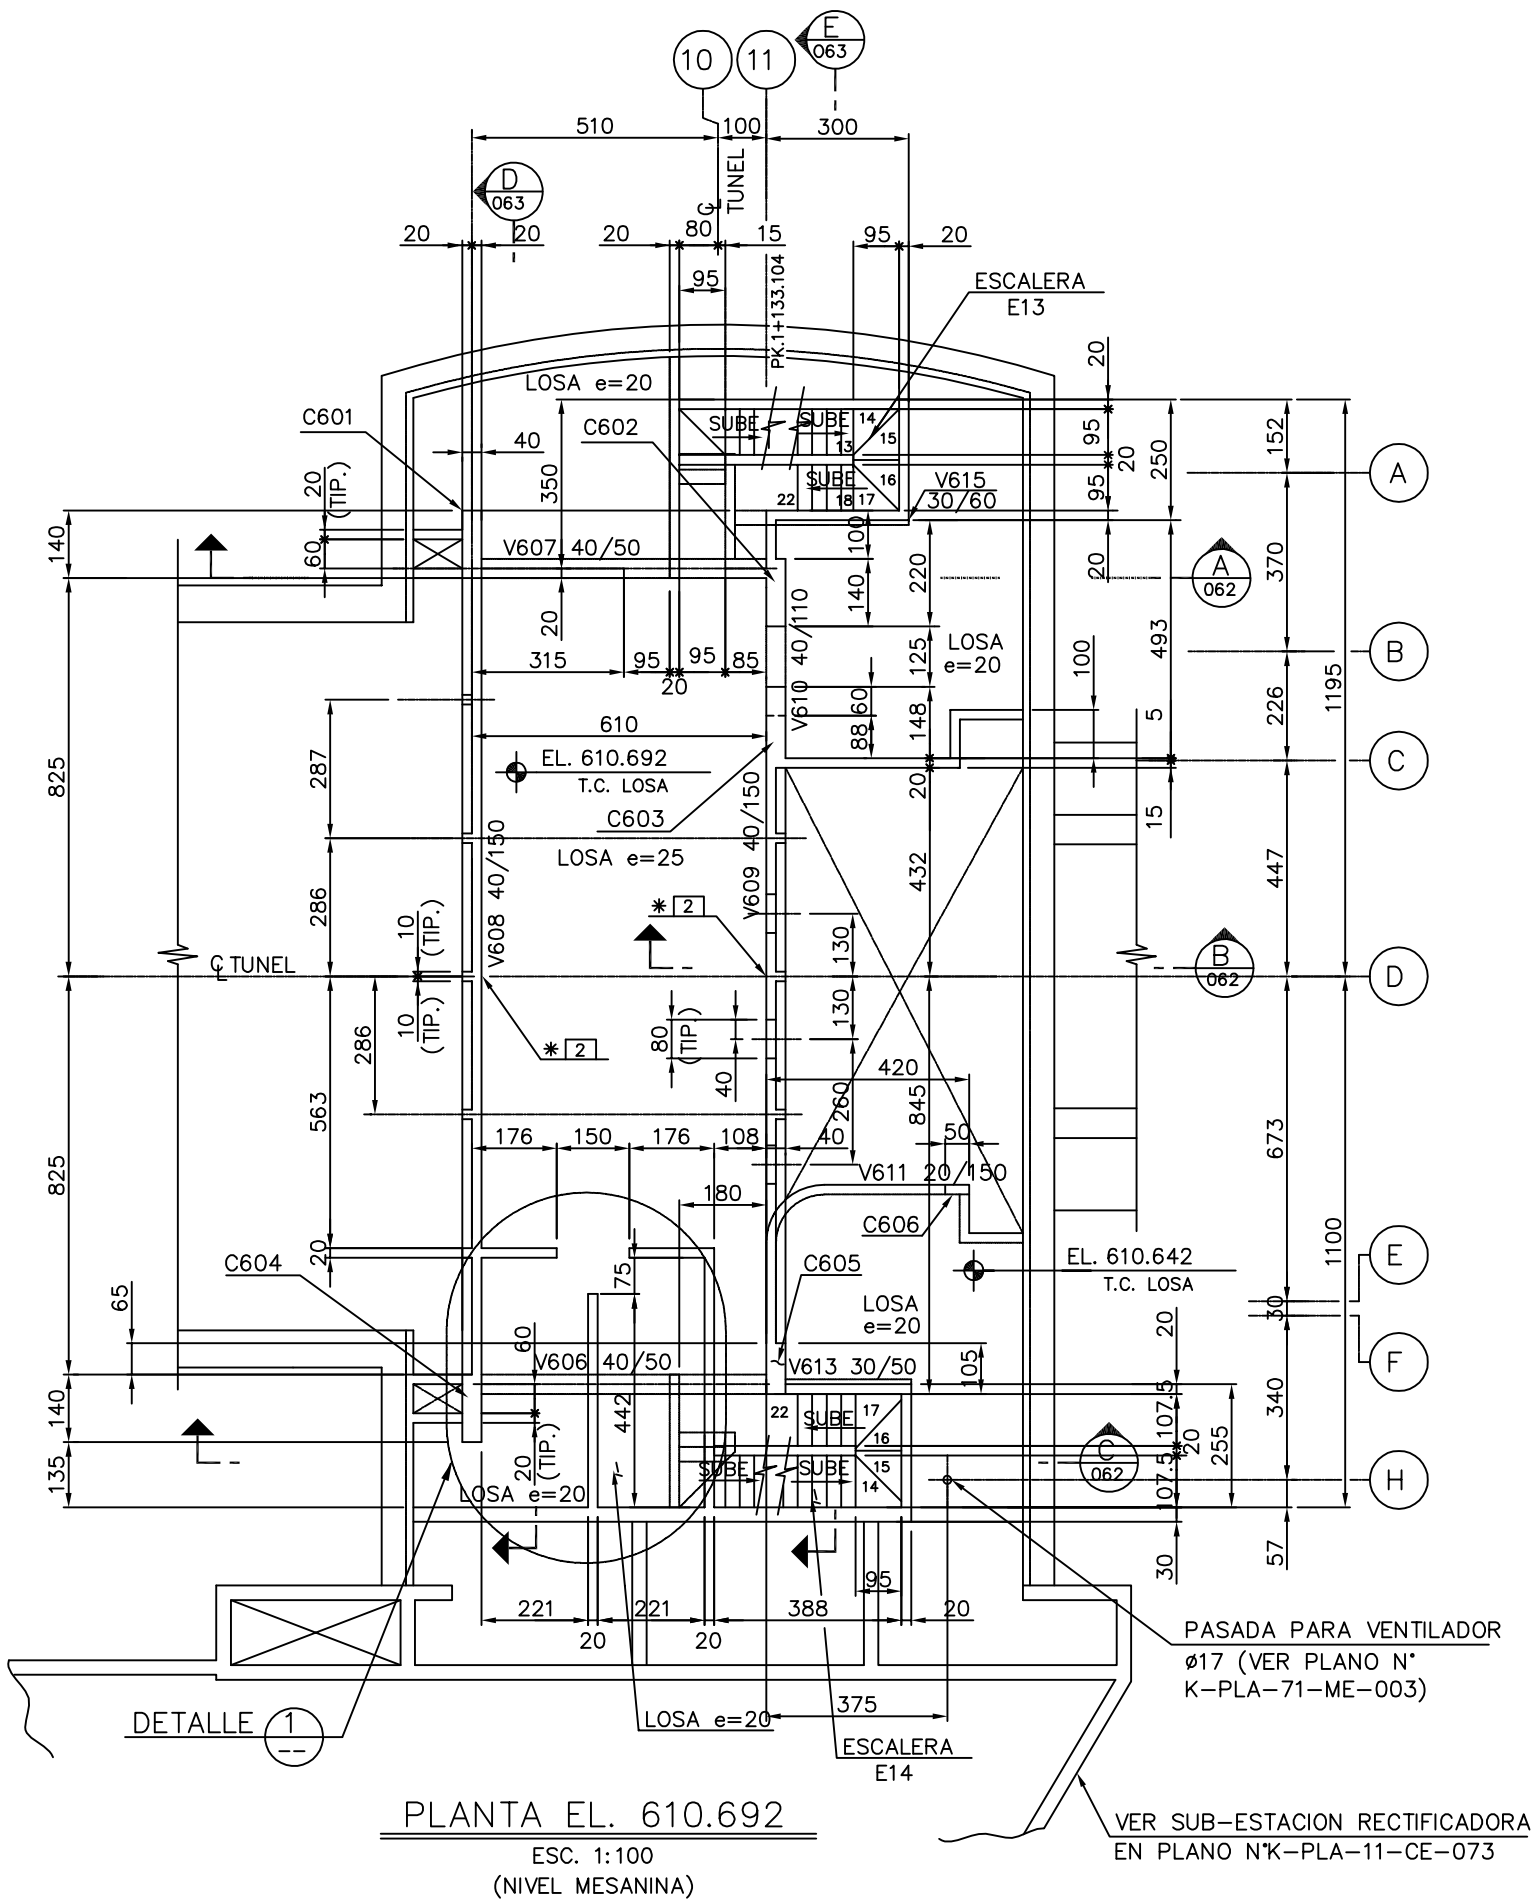 10
11
E
063
510
100
300
D
063
℄ TUNEL
20
20
20
80
15
95
20
95
PK.1+133.104
ESCALERA
E13
LOSA e=20
C601
40
C602
350
SUBE
SUBE
14
13
15
SUBE
16
22
18
17
V615
30/60
20
95
20
95
20
250
152
A
20
(TIP.)
60
140
V607 40/50
100
140
220
370
A
062
20
315
95
20
95
85
V610 40/110
125
LOSA
e=20
100
493
B
1195
610
60
88
148
5
226
825
287
EL. 610.692
T.C. LOSA
C
C603
20
15
V608 40/150
V609 40/150
LOSA e=25
286
432
447
* 2
10
(TIP.)
130
℄ TUNEL
B
062
D
10
(TIP.)
286
80
(TIP.)
130
* 2
40
420
563
260
845
176
150
176
108
40
50
673
825
V611 20/150
180
C606
1100
20
C604
75
C605
EL. 610.642
T.C. LOSA
E
65
LOSA
e=20
30
60
20
V606 40/50
V613 30/50
105
F
140
442
22
SUBE
17
16
107.5
20
255
340
SUBE
SUBE
15
14
C
062
135
20
(TIP.)
LOSA e=20
107.5
H
30
57
95
221
20
221
20
388
20
PASADA PARA VENTILADOR
ø17 (VER PLANO N°
K-PLA-71-ME-003)
375
DETALLE 1
--
LOSA e=20
ESCALERA
E14
PLANTA EL. 610.692
ESC. 1:100
(NIVEL MESANINA)
VER SUB-ESTACION RECTIFICADORA
EN PLANO N°K-PLA-11-CE-073